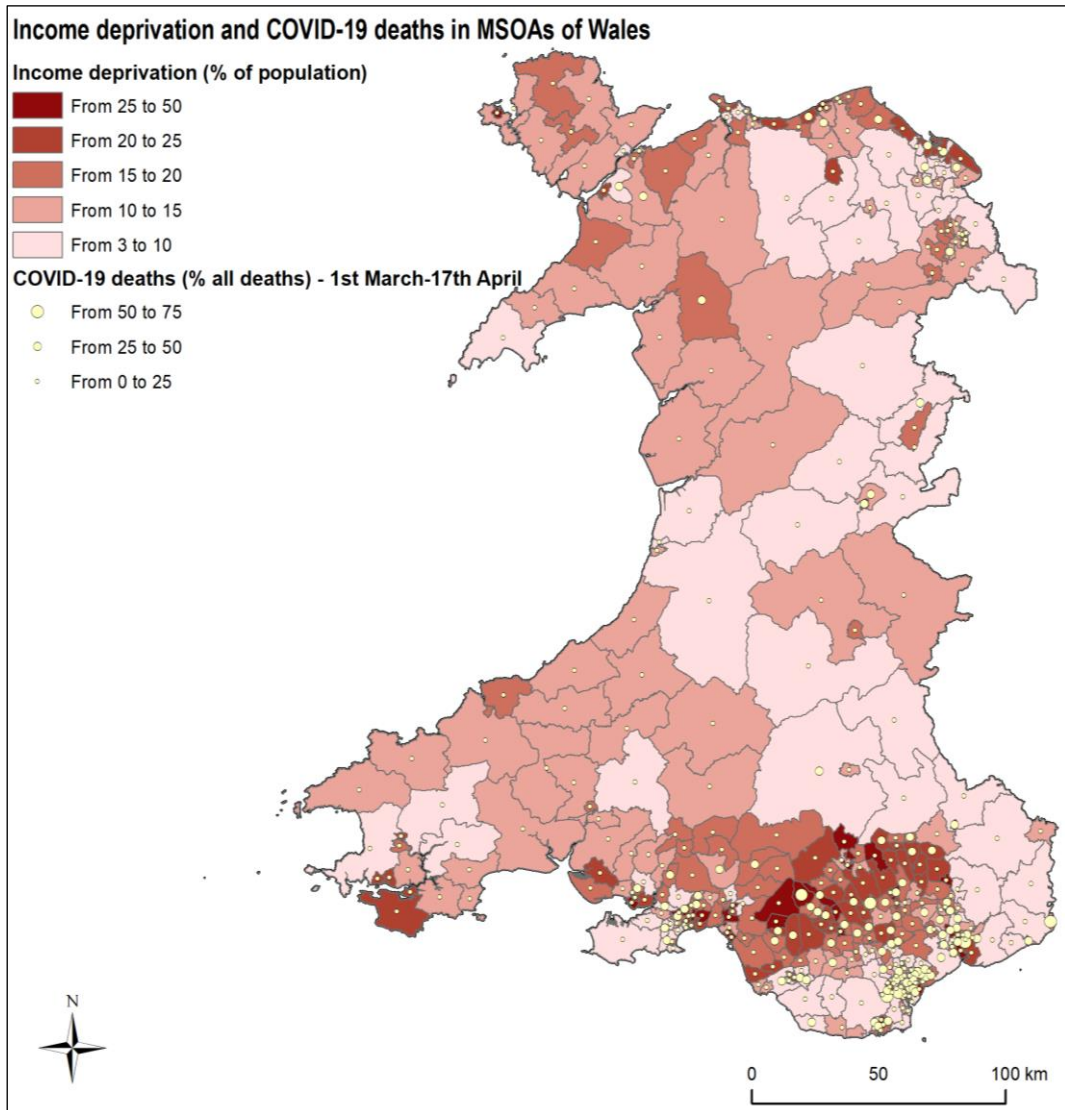 Income deprivation and COVID-19 deaths in MSOAs of Wales
Income deprivation (% of population)
From 25 to 50
From 20 to 25
From 15 to 20
From 10 to 15
From 3 to 10
COVID-19 deaths (% all deaths) - 1st March-17th April
From 50 to 75
From 25 to 50
From 0 to 25
N
0 50 100 km